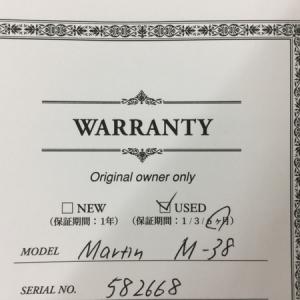 WARRANTY
Original owner only
☐ NEW ☑ USED
(保証期間：1年) (保証期間：1/3/6ヶ月)
MODEL Martin M-38
SERIAL NO. 582668